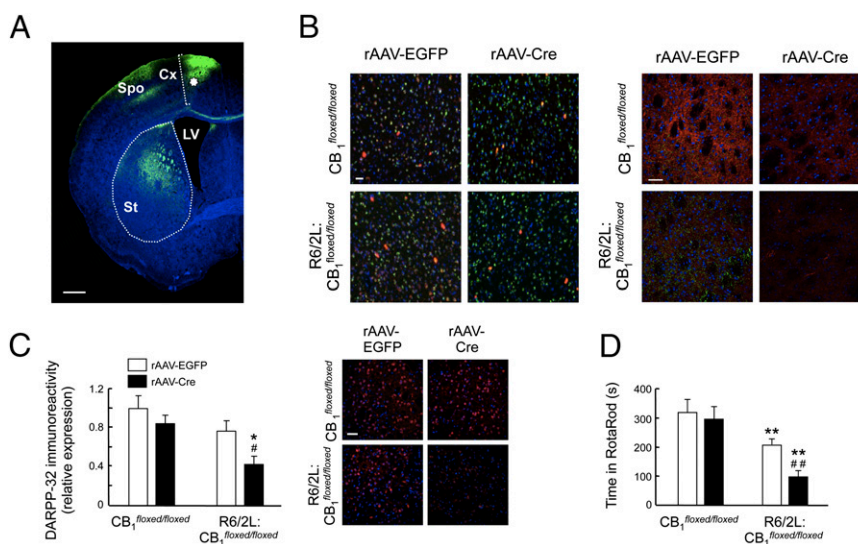 A
Cx
Spo
*
LV
St
B
rAAV-EGFP rAAV-Cre
CB1floxed/floxed
R6/2L:
CB1floxed/floxed
rAAV-EGFP rAAV-Cre
CB1floxed/floxed
R6/2L:
CB1floxed/floxed
C
rAAV-EGFP
rAAV-Cre
DARPP-32 immunoreactivity
(relative expression)
1.2
0.8
0.4
0
*
#
CB1floxed/floxed
R6/2L:
CB1floxed/floxed
rAAV-
EGFP
rAAV-
Cre
CB1floxed/floxed
R6/2L:
CB1floxed/floxed
D
Time in RotaRod (s)
400
300
200
100
0
**
**
##
CB1floxed/floxed
R6/2L:
CB1floxed/floxed